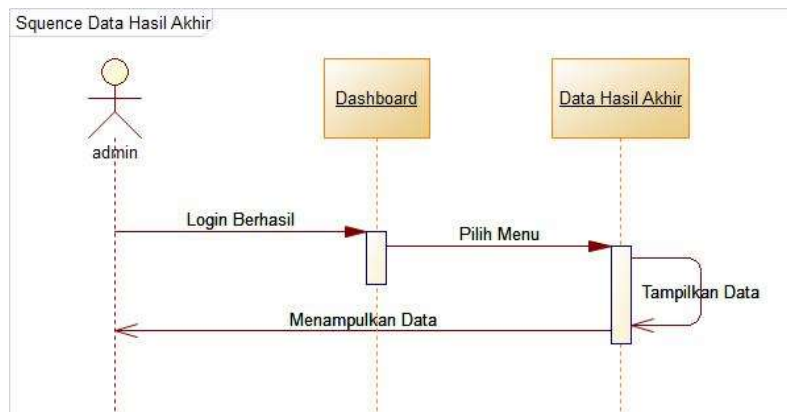 Squence Data Hasil Akhir
Dashboard
Data Hasil Akhir
admin
Login Berhasil
Pilih Menu
Tampilkan Data
Menampulkan Data